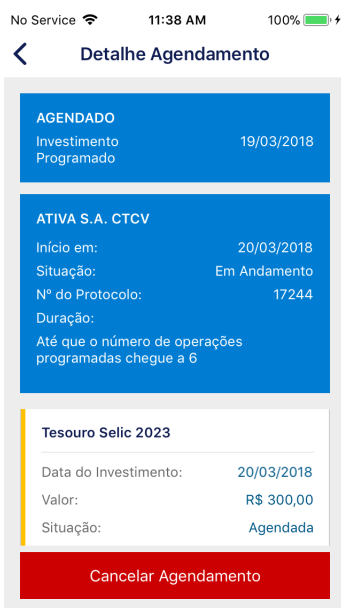 No Service 11:38 AM 100%
Detalhe Agendamento
AGENDADO
Investimento 19/03/2018
Programado
ATIVA S.A. CTCV
Início em: 20/03/2018
Situação: Em Andamento
Nº do Protocolo: 17244
Duração:
Até que o número de operações
programadas chegue a 6
Tesouro Selic 2023
Data do Investimento: 20/03/2018
Valor: R$ 300,00
Situação: Agendada
Cancelar Agendamento